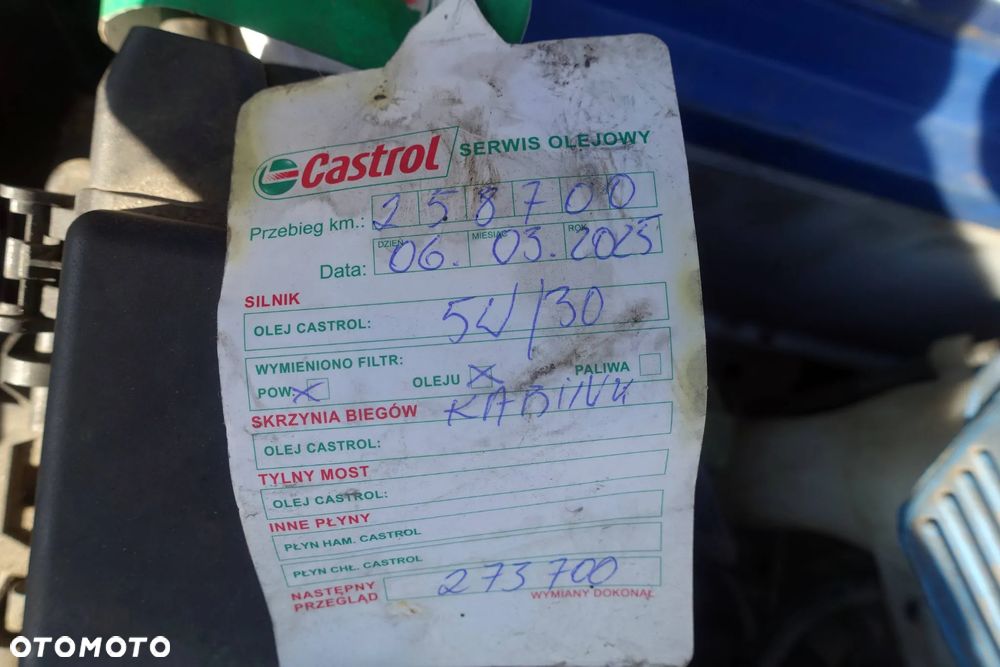 Castrol SERWIS OLEJOWY
Przebieg km.: 258700
DZIEŃ MIESIĄC ROK
Data: 06. 03. 2025
SILNIK
OLEJ CASTROL: 5W/30
WYMIENIONO FILTR:
POW. X OLEJU X PALIWA
KABINY
SKRZYNIA BIEGÓW
OLEJ CASTROL:
TYLNY MOST
OLEJ CASTROL:
INNE PŁYNY
PŁYN HAM. CASTROL
PŁYN CHŁ. CASTROL
NASTĘPNY PRZEGLĄD 273700
WYMIANY DOKONAŁ
OTOMOTO